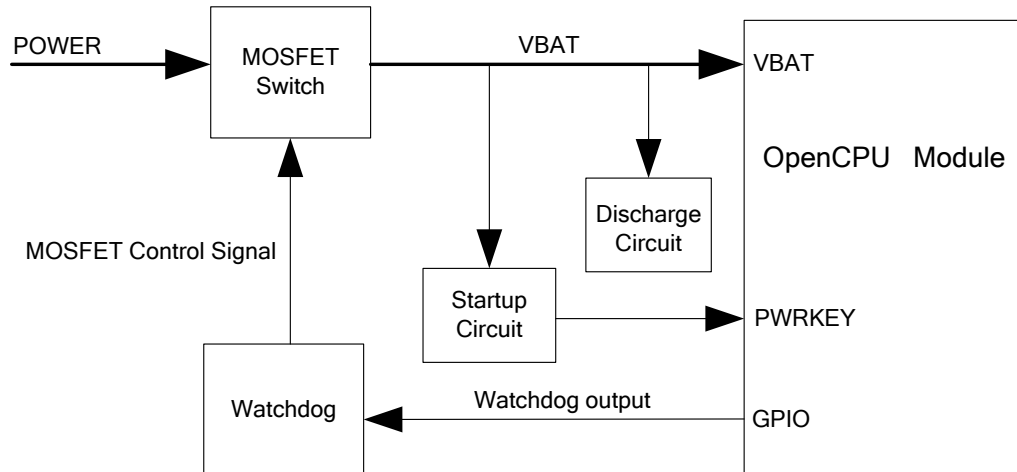 POWER
MOSFET
Switch
VBAT
VBAT
OpenCPU Module
Discharge
Circuit
MOSFET Control Signal
Startup
Circuit
PWRKEY
Watchdog
Watchdog output
GPIO